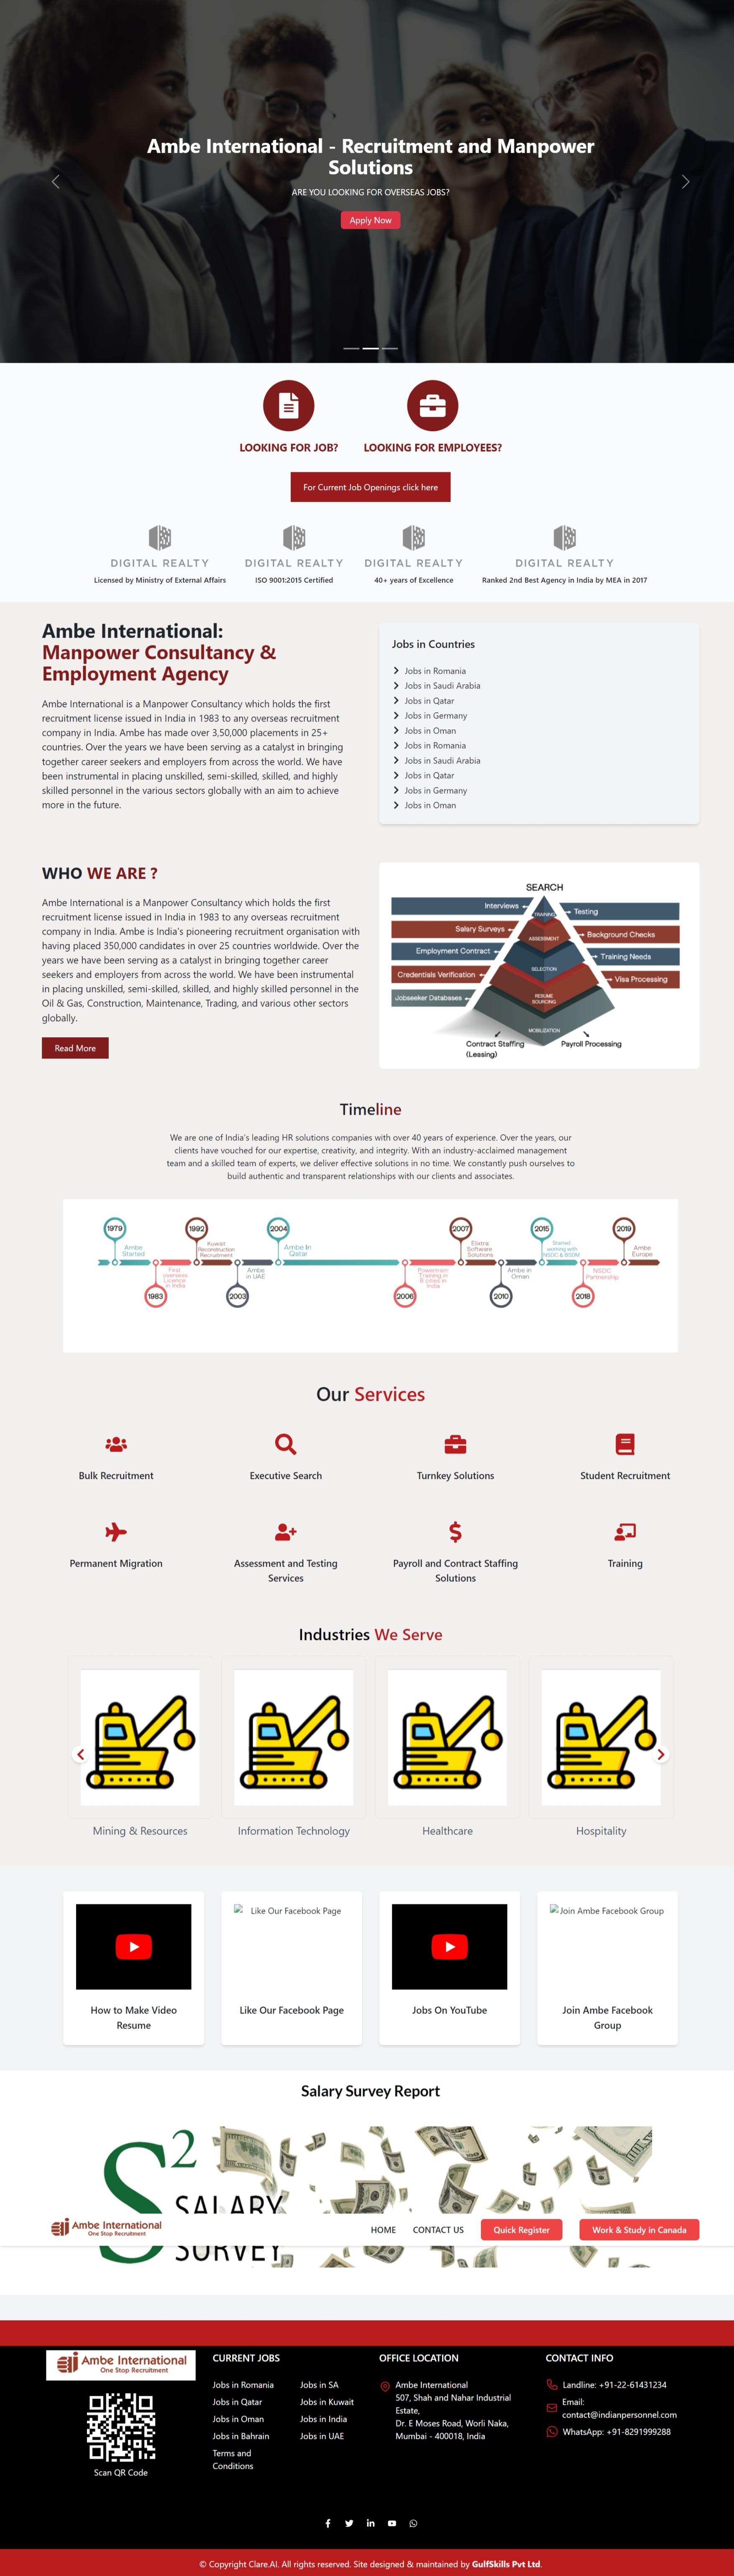 Ambe International - Recruitment and Manpower
Solutions
ARE YOU LOOKING FOR OVERSEAS JOBS?
Apply Now
LOOKING FOR JOB?
LOOKING FOR EMPLOYEES?
For Current Job Openings click here
DIGITAL REALTY
Licensed by Ministry of External Affairs
DIGITAL REALTY
ISO 9001:2015 Certified
DIGITAL REALTY
40+ years of Excellence
DIGITAL REALTY
Ranked 2nd Best Agency in India by MEA in 2017
Ambe International:
Manpower Consultancy &
Employment Agency
Ambe International is a Manpower Consultancy which holds the first
recruitment license issued in India in 1983 to any overseas recruitment
company in India. Ambe has made over 3,50,000 placements in 25+
countries. Over the years we have been serving as a catalyst in bringing
together career seekers and employers from across the world. We have
been instrumental in placing unskilled, semi-skilled, skilled, and highly
skilled personnel in the various sectors globally with an aim to achieve
more in the future.
Jobs in Countries
Jobs in Romania
Jobs in Saudi Arabia
Jobs in Qatar
Jobs in Germany
Jobs in Oman
Jobs in Romania
Jobs in Saudi Arabia
Jobs in Qatar
Jobs in Germany
Jobs in Oman
WHO WE ARE ?
Ambe International is a Manpower Consultancy which holds the first
recruitment license issued in India in 1983 to any overseas recruitment
company in India. Ambe is India's pioneering recruitment organisation with
having placed 350,000 candidates in over 25 countries worldwide. Over the
years we have been serving as a catalyst in bringing together career
seekers and employers from across the world. We have been instrumental
in placing unskilled, semi-skilled, skilled, and highly skilled personnel in the
Oil & Gas, Construction, Maintenance, Trading, and various other sectors
globally.
Read More
SEARCH
Interviews
TRAINING
Testing
Salary Surveys
ASSESSMENT
Background Checks
Employment Contract
Training Needs
SELECTION
Credentials Verification
Visa Processing
Jobseeker Databases
RESUME
SOURCING
MOBILIZATION
Contract Staffing
(Leasing)
Payroll Processing
Timeline
We are one of India's leading HR solutions companies with over 40 years of experience. Over the years, our
clients have vouched for our expertise, creativity, and integrity. With an industry-acclaimed management
team and a skilled team of experts, we deliver effective solutions in no time. We constantly push ourselves to
build authentic and transparent relationships with our clients and associates.
1979
Ambe
Started
1983
First
overseas
Licence
in India
1992
Kuwait
Reconstruction
Recruitment
2003
Ambe
in UAE
2004
Ambe In
Qatar
2006
Powertrain
Training in
6 cities in
India
2007
Elixtra
Software
Solutions
2010
Ambe in
Oman
2015
Started
working with
NSDC & BSDM
2018
NSDC
Partnership
2019
Ambe
Europe
Our Services
Bulk Recruitment
Executive Search
Turnkey Solutions
Student Recruitment
Permanent Migration
Assessment and Testing
Services
Payroll and Contract Staffing
Solutions
Training
Industries We Serve
Mining & Resources
Information Technology
Healthcare
Hospitality
How to Make Video
Resume
Like Our Facebook Page
Like Our Facebook Page
Jobs On YouTube
Join Ambe Facebook Group
Join Ambe Facebook
Group
Salary Survey Report
S2
SALARY
Ambe International
One Stop Recruitment
HOME
CONTACT US
Quick Register
Work & Study in Canada
SURVEY
Ambe International
One Stop Recruitment
Scan QR Code
CURRENT JOBS
Jobs in Romania
Jobs in SA
Jobs in Qatar
Jobs in Kuwait
Jobs in Oman
Jobs in India
Jobs in Bahrain
Jobs in UAE
Terms and
Conditions
OFFICE LOCATION
Ambe International
507, Shah and Nahar Industrial
Estate,
Dr. E Moses Road, Worli Naka,
Mumbai - 400018, India
CONTACT INFO
Landline: +91-22-61431234
Email:
contact@indianpersonnel.com
WhatsApp: +91-8291999288
© Copyright Clare.AI. All rights reserved. Site designed & maintained by GulfSkills Pvt Ltd.